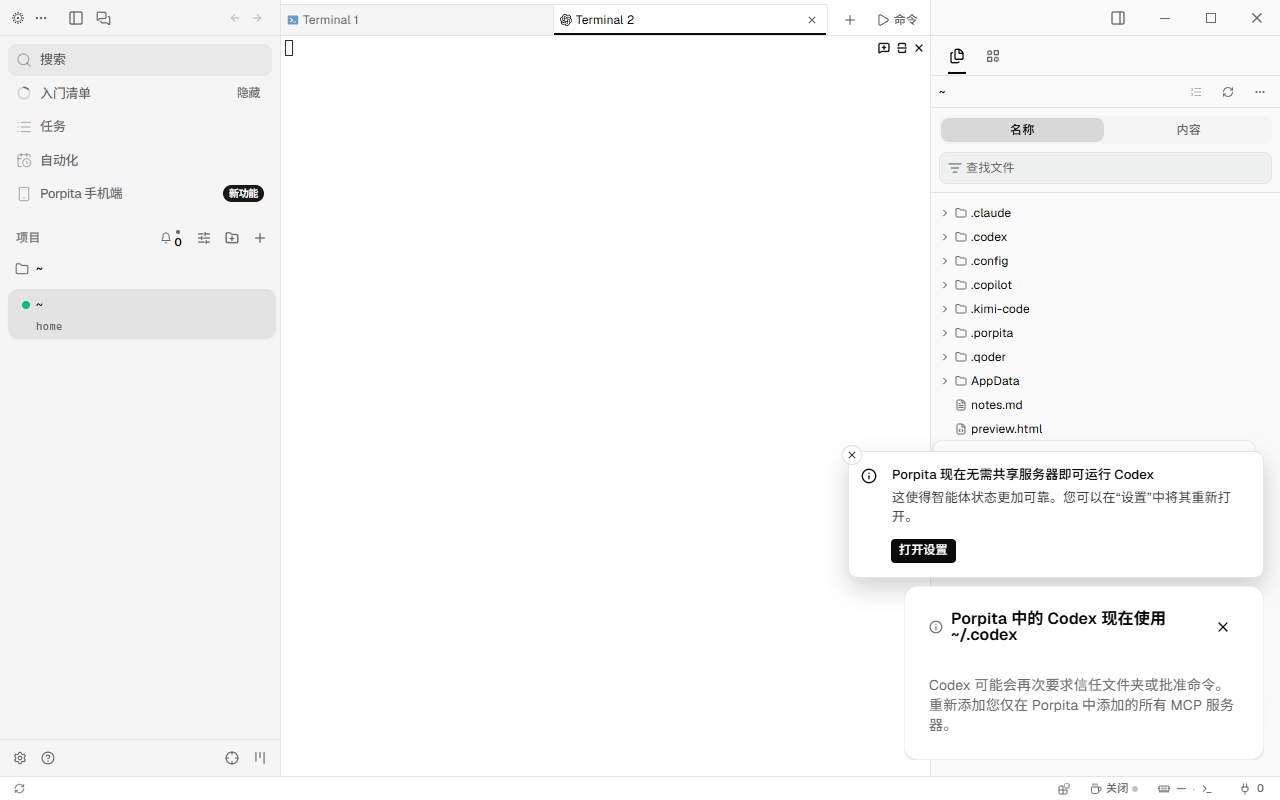 Terminal 1
Terminal 2
命令
搜索
入门清单
隐藏
任务
自动化
Porpita 手机端
新功能
项目
0
~
~
home
~
名称
内容
查找文件
.claude
.codex
.config
.copilot
.kimi-code
.porpita
.qoder
AppData
notes.md
preview.html
Porpita 现在无需共享服务器即可运行 Codex
这使得智能体状态更加可靠。您可以在“设置”中将其重新打
开。
打开设置
Porpita 中的 Codex 现在使用
~/.codex
Codex 可能会再次要求信任文件夹或批准命令。
重新添加您仅在 Porpita 中添加的所有 MCP 服务
器。
关闭
0